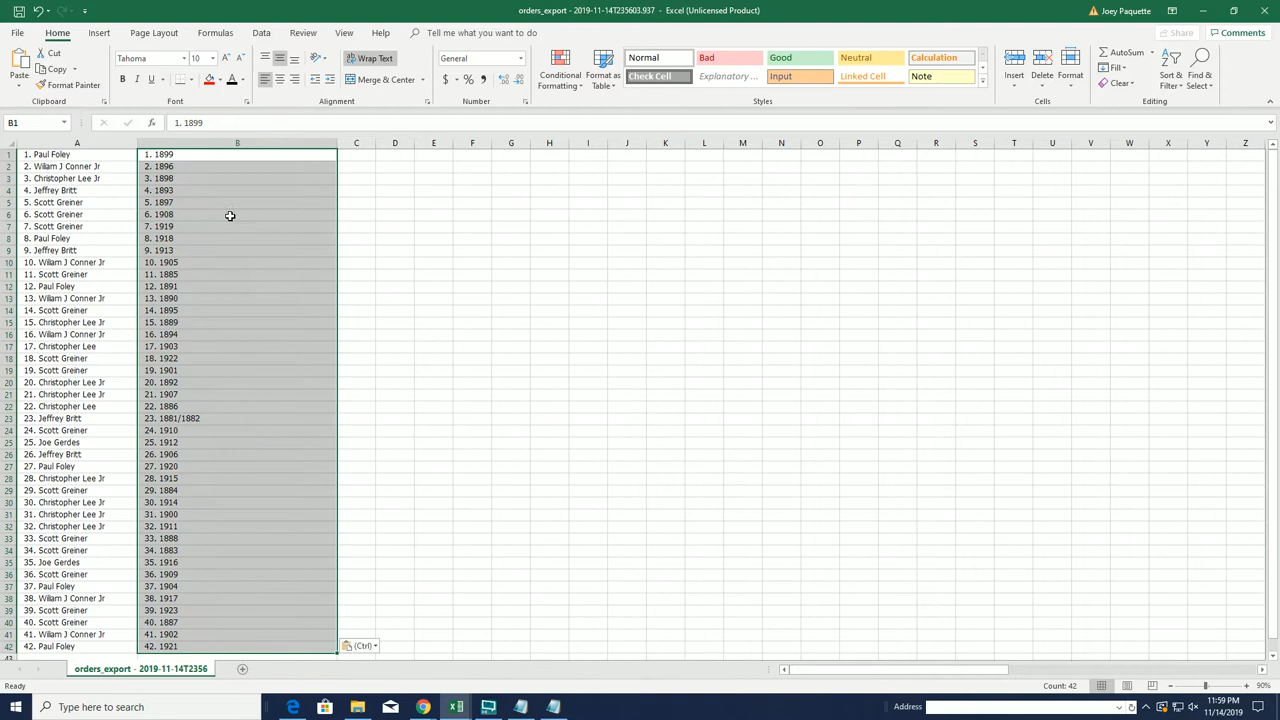 orders_export - 2019-11-14T235603.937 - Excel (Unlicensed Product)
Joey Paquette
File Home Insert Page Layout Formulas Data Review View Help Tell me what you want to do
Share Comments
Paste Cut Copy Format Painter Clipboard
Tahoma 10 B I U Font
Wrap Text Merge & Center Alignment
General $ % Number
Conditional Formatting Format as Table
Normal Bad Good Neutral Calculation
Check Cell Explanatory ... Input Linked Cell Note
Styles
Insert Delete Format Cells
AutoSum Fill Clear Sort & Filter Find & Select Editing
B1 fx 1. 1899
A B C D E F G H I J K L M N O P Q R S T U V W X Y Z
1 1. Paul Foley 1. 1899
2 2. Wiliam J Conner Jr 2. 1896
3 3. Christopher Lee Jr 3. 1898
4 4. Jeffrey Britt 4. 1893
5 5. Scott Greiner 5. 1897
6 6. Scott Greiner 6. 1908
7 7. Scott Greiner 7. 1919
8 8. Paul Foley 8. 1918
9 9. Jeffrey Britt 9. 1913
10 10. Wiliam J Conner Jr 10. 1905
11 11. Scott Greiner 11. 1885
12 12. Paul Foley 12. 1891
13 13. Wiliam J Conner Jr 13. 1890
14 14. Scott Greiner 14. 1895
15 15. Christopher Lee Jr 15. 1889
16 16. Wiliam J Conner Jr 16. 1894
17 17. Christopher Lee 17. 1903
18 18. Scott Greiner 18. 1922
19 19. Scott Greiner 19. 1901
20 20. Christopher Lee Jr 20. 1892
21 21. Christopher Lee Jr 21. 1907
22 22. Christopher Lee 22. 1886
23 23. Jeffrey Britt 23. 1881/1882
24 24. Scott Greiner 24. 1910
25 25. Joe Gerdes 25. 1912
26 26. Jeffrey Britt 26. 1906
27 27. Paul Foley 27. 1920
28 28. Christopher Lee Jr 28. 1915
29 29. Scott Greiner 29. 1884
30 30. Christopher Lee Jr 30. 1914
31 31. Christopher Lee Jr 31. 1900
32 32. Christopher Lee Jr 32. 1911
33 33. Scott Greiner 33. 1888
34 34. Scott Greiner 34. 1883
35 35. Joe Gerdes 35. 1916
36 36. Scott Greiner 36. 1909
37 37. Paul Foley 37. 1904
38 38. Wiliam J Conner Jr 38. 1917
39 39. Scott Greiner 39. 1923
40 40. Scott Greiner 40. 1887
41 41. Wiliam J Conner Jr 41. 1902
42 42. Paul Foley 42. 1921
43
(Ctrl)
orders_export - 2019-11-14T2356
Ready Count: 42 90%
Type here to search Address 11:59 PM
11/14/2019